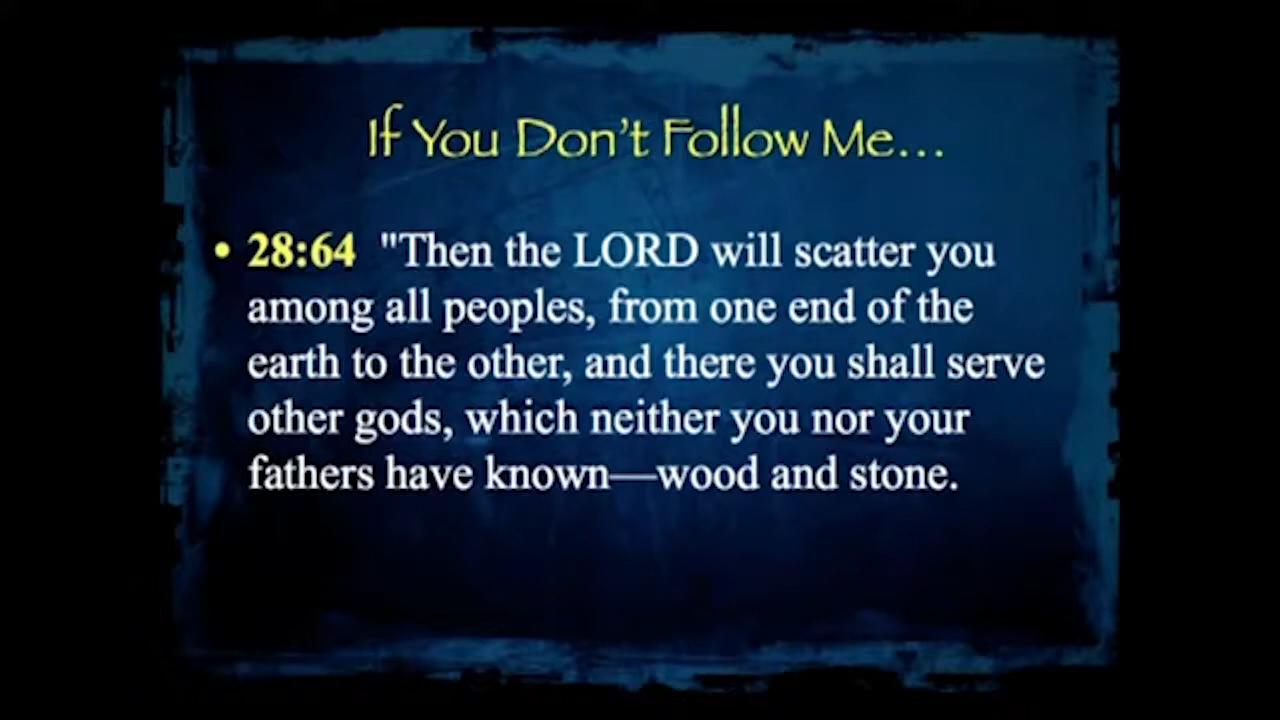 If You Don't Follow Me...
• 28:64 "Then the LORD will scatter you
among all peoples, from one end of the
earth to the other, and there you shall serve
other gods, which neither you nor your
fathers have known—wood and stone.